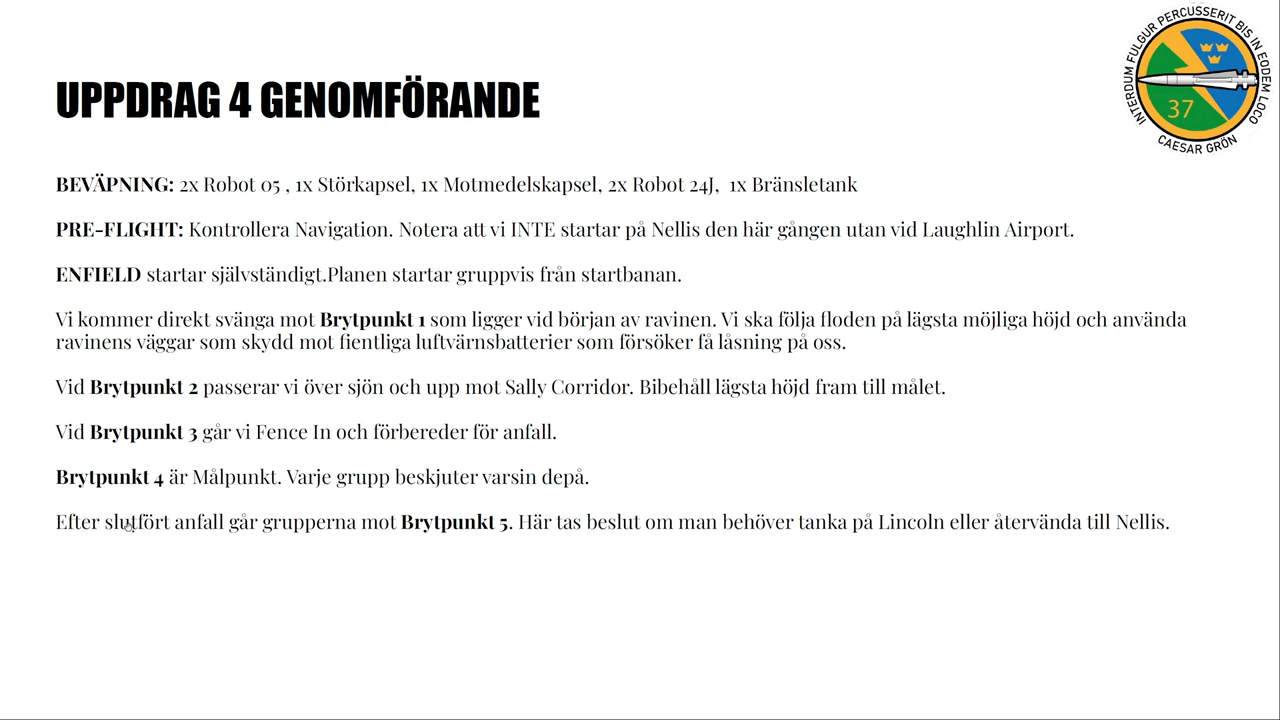 INTERDUM FULGUR PERCUSSERIT BIS IN EODEM LOCO
37
CAESAR GRÖN
UPPDRAG 4 GENOMFÖRANDE
BEVÄPNING: 2x Robot 05 , 1x Störkapsel, 1x Motmedelskapsel, 2x Robot 24J,  1x Bränsletank
PRE-FLIGHT: Kontrollera Navigation. Notera att vi INTE startar på Nellis den här gången utan vid Laughlin Airport.
ENFIELD startar självständigt.Planen startar gruppvis från startbanan.
Vi kommer direkt svänga mot Brytpunkt 1 som ligger vid början av ravinen. Vi ska följa floden på lägsta möjliga höjd och använda
ravinens väggar som skydd mot fientliga luftvärnsbatterier som försöker få låsning på oss.
Vid Brytpunkt 2 passerar vi över sjön och upp mot Sally Corridor. Bibehåll lägsta höjd fram till målet.
Vid Brytpunkt 3 går vi Fence In och förbereder för anfall.
Brytpunkt 4 är Målpunkt. Varje grupp beskjuter varsin depå.
Efter slutfört anfall går grupperna mot Brytpunkt 5. Här tas beslut om man behöver tanka på Lincoln eller återvända till Nellis.